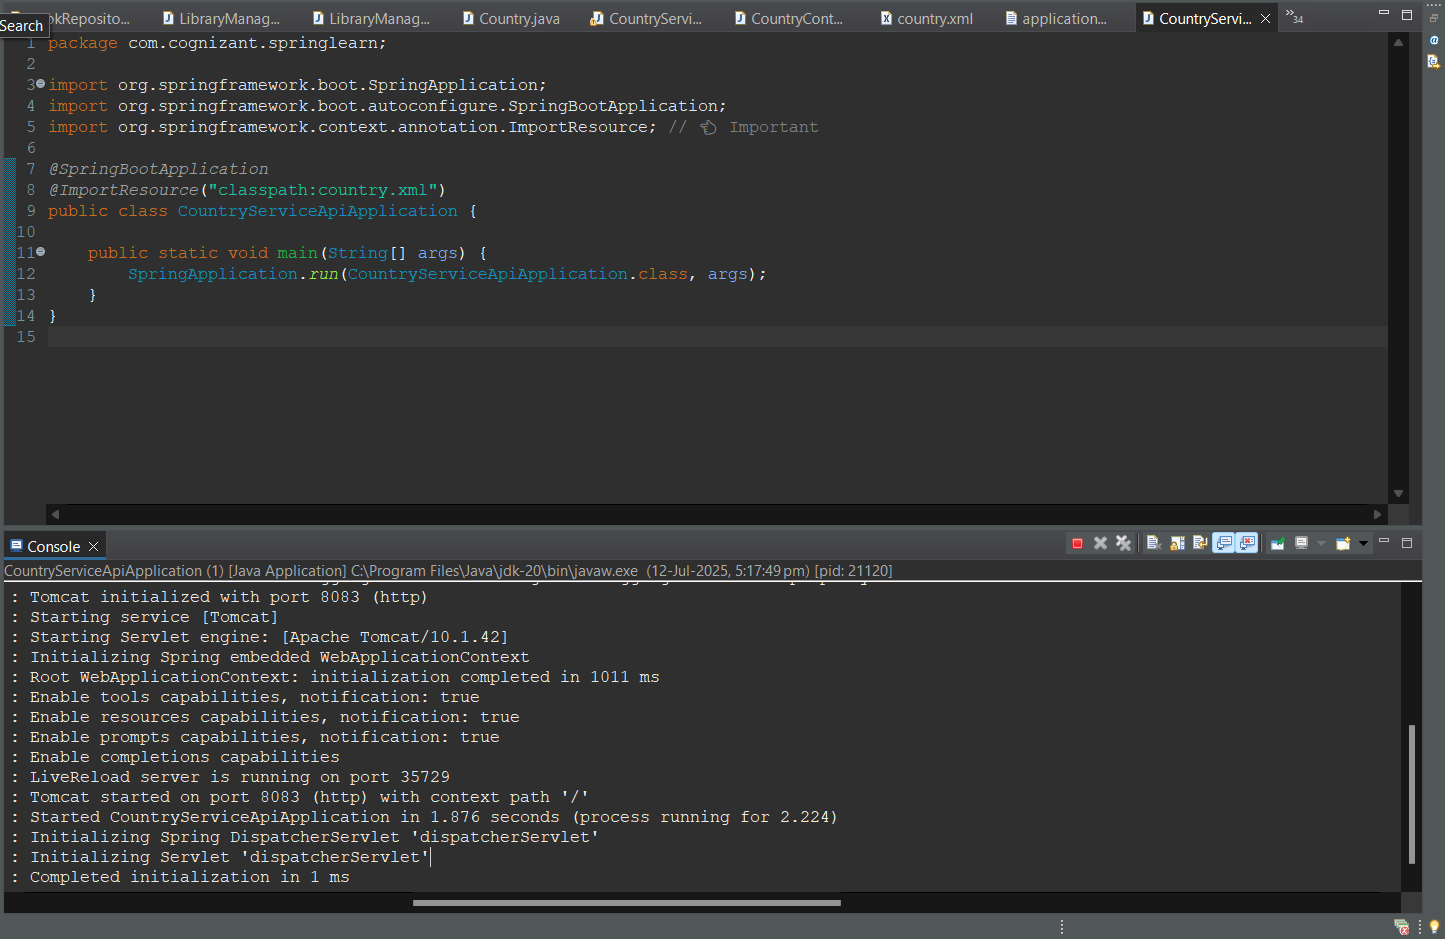 okReposito...
LibraryManag...
LibraryManag...
Country.java
CountryServi...
CountryCont...
country.xml
application...
CountryServi...
34
Search
1 package com.cognizant.springlearn;
2
3 import org.springframework.boot.SpringApplication;
4 import org.springframework.boot.autoconfigure.SpringBootApplication;
5 import org.springframework.context.annotation.ImportResource; // 👈 Important
6
7 @SpringBootApplication
8 @ImportResource("classpath:country.xml")
9 public class CountryServiceApiApplication {
10
11 public static void main(String[] args) {
12 SpringApplication.run(CountryServiceApiApplication.class, args);
13 }
14 }
15
Console
CountryServiceApiApplication (1) [Java Application] C:\Program Files\Java\jdk-20\bin\javaw.exe (12-Jul-2025, 5:17:49 pm) [pid: 21120]
: Tomcat initialized with port 8083 (http)
: Starting service [Tomcat]
: Starting Servlet engine: [Apache Tomcat/10.1.42]
: Initializing Spring embedded WebApplicationContext
: Root WebApplicationContext: initialization completed in 1011 ms
: Enable tools capabilities, notification: true
: Enable resources capabilities, notification: true
: Enable prompts capabilities, notification: true
: Enable completions capabilities
: LiveReload server is running on port 35729
: Tomcat started on port 8083 (http) with context path '/'
: Started CountryServiceApiApplication in 1.876 seconds (process running for 2.224)
: Initializing Spring DispatcherServlet 'dispatcherServlet'
: Initializing Servlet 'dispatcherServlet'
: Completed initialization in 1 ms